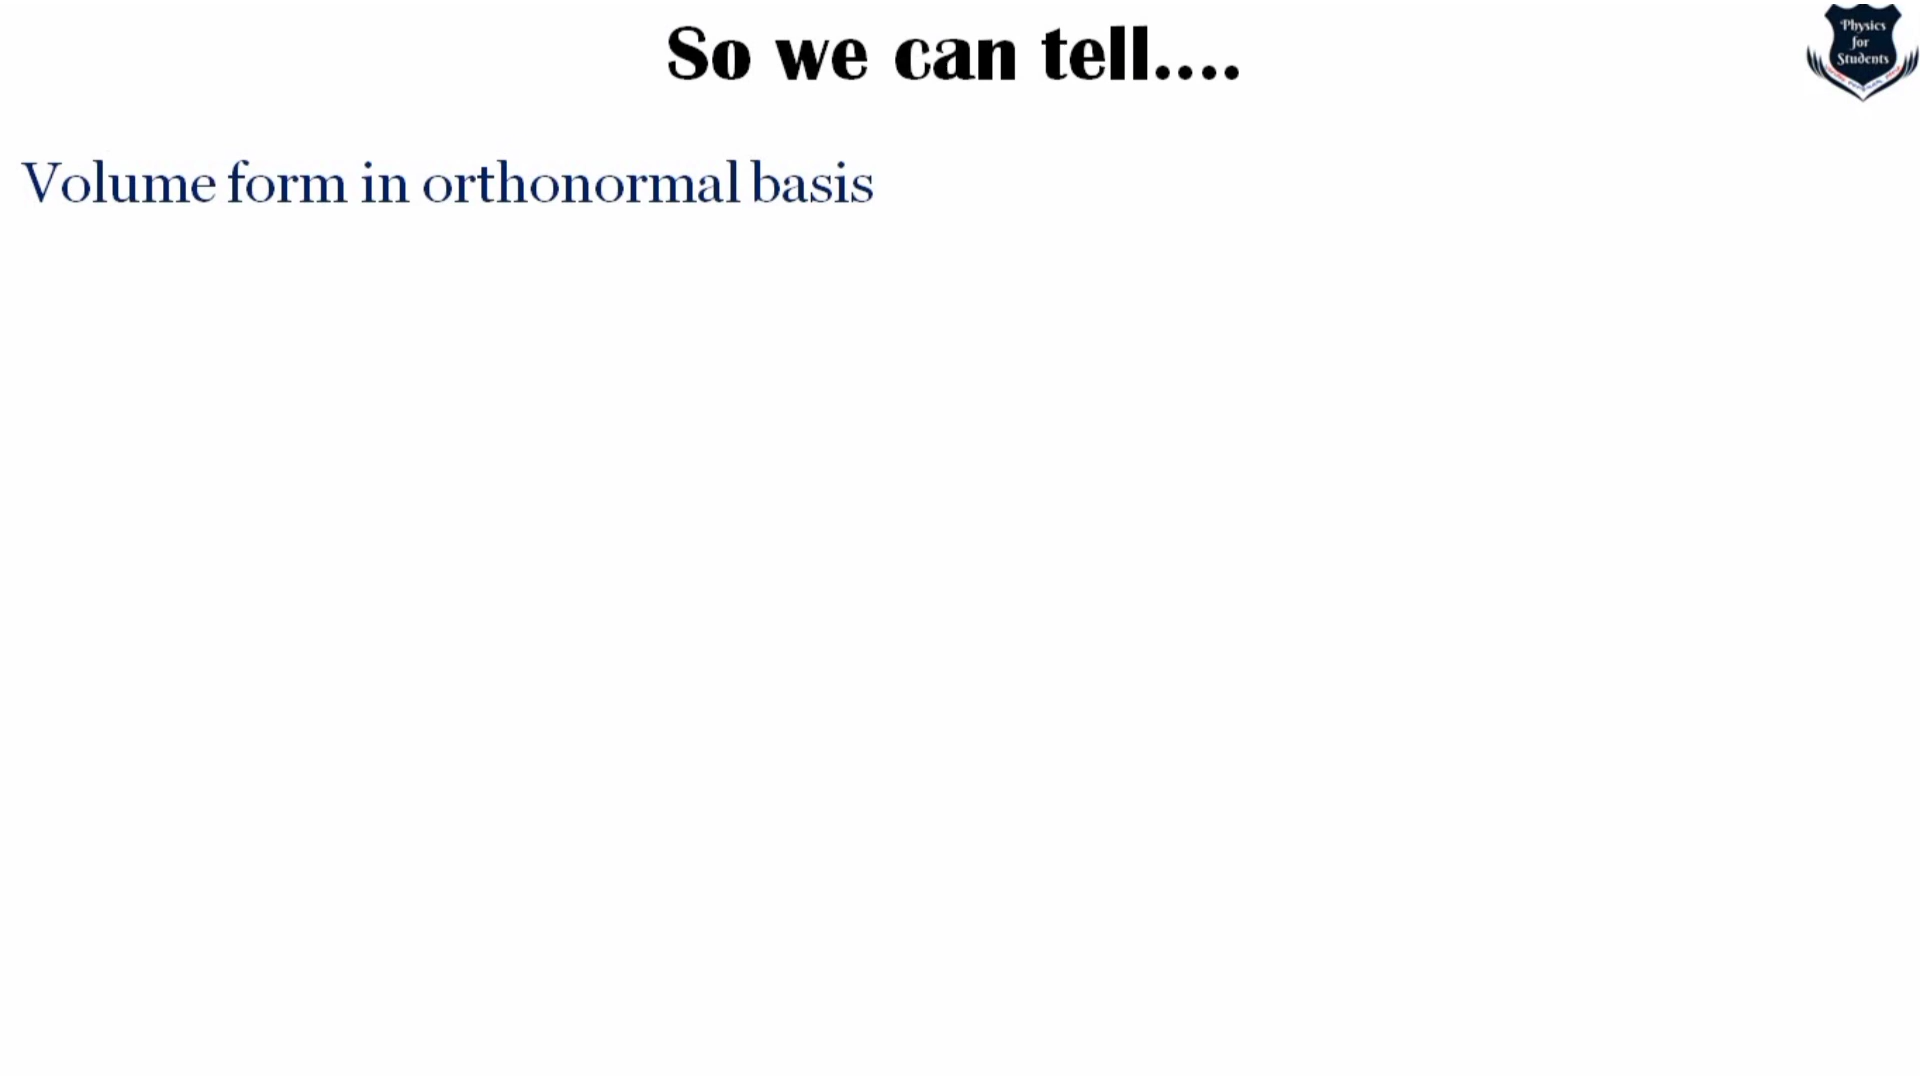 So we can tell....
Physics
for
Students
Volume form in orthonormal basis